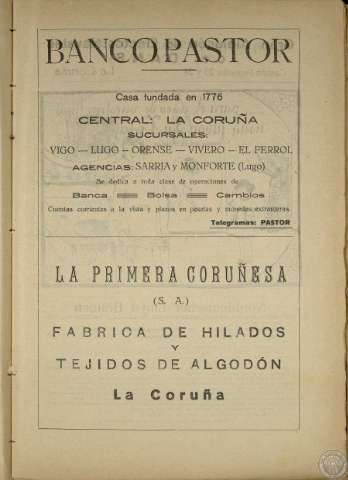 BANCO PASTOR
Casa fundada en 1776
CENTRAL: LA CORUÑA
SUCURSALES:
VIGO — LUGO — ORENSE — VIVERO — EL FERROL
AGENCIAS: SARRIA y MONFORTE (Lugo)
Se dedica a toda clase de operaciones de
Banca Bolsa Cambios
Cuentas corrientes a la vista y plazos en pesetas y monedas extranjeras
Telegramas: PASTOR
LA PRIMERA CORUÑESA
(S. A.)
FABRICA DE HILADOS
Y
TEJIDOS DE ALGODÓN
La Coruña